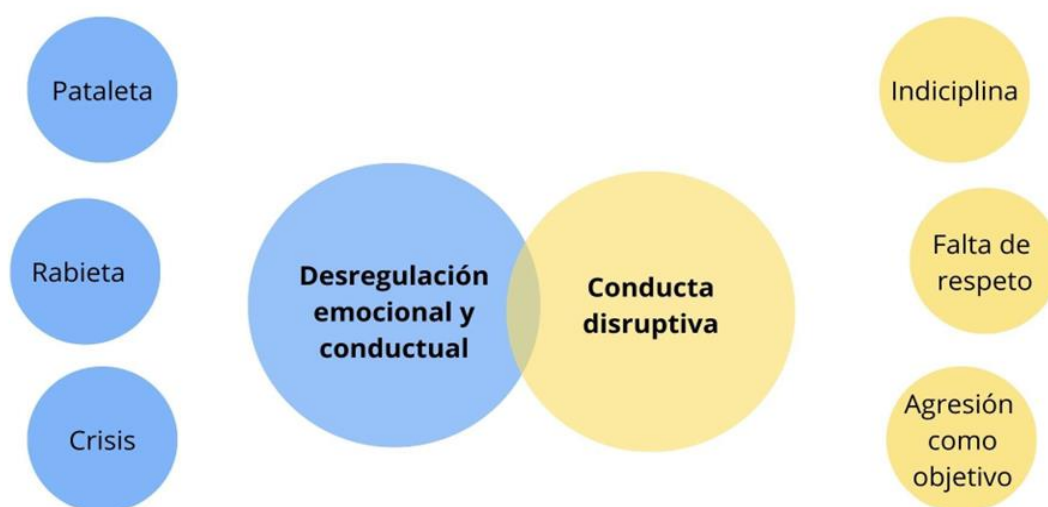 Pataleta
Rabieta
Crisis
Desregulación
emocional y
conductual
Conducta
disruptiva
Indiciplina
Falta de
respeto
Agresión
como
objetivo